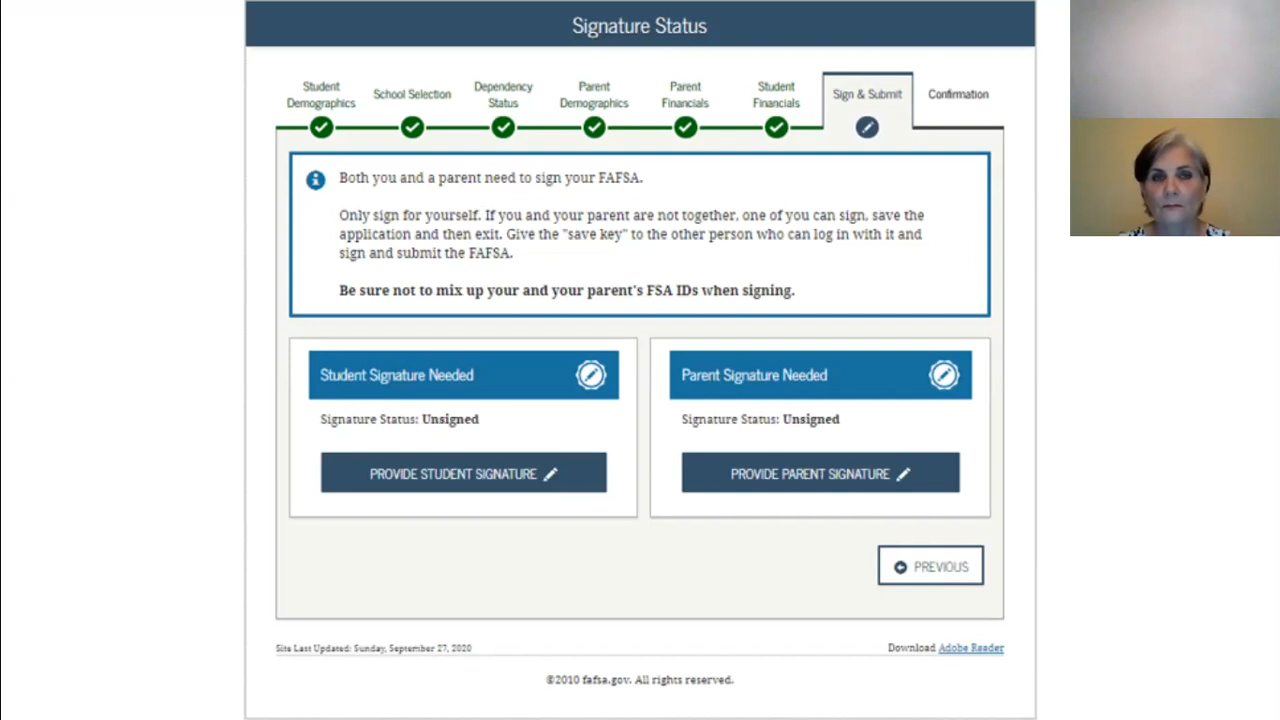 Signature Status
Student Demographics
School Selection
Dependency Status
Parent Demographics
Parent Financials
Student Financials
Sign & Submit
Confirmation
Both you and a parent need to sign your FAFSA.
Only sign for yourself. If you and your parent are not together, one of you can sign, save the
application and then exit. Give the "save key" to the other person who can log in with it and
sign and submit the FAFSA.
Be sure not to mix up your and your parent's FSA IDs when signing.
Student Signature Needed
Signature Status: Unsigned
PROVIDE STUDENT SIGNATURE
Parent Signature Needed
Signature Status: Unsigned
PROVIDE PARENT SIGNATURE
PREVIOUS
Site Last Updated: Sunday, September 27, 2020
Download Adobe Reader
©2010 fafsa.gov. All rights reserved.